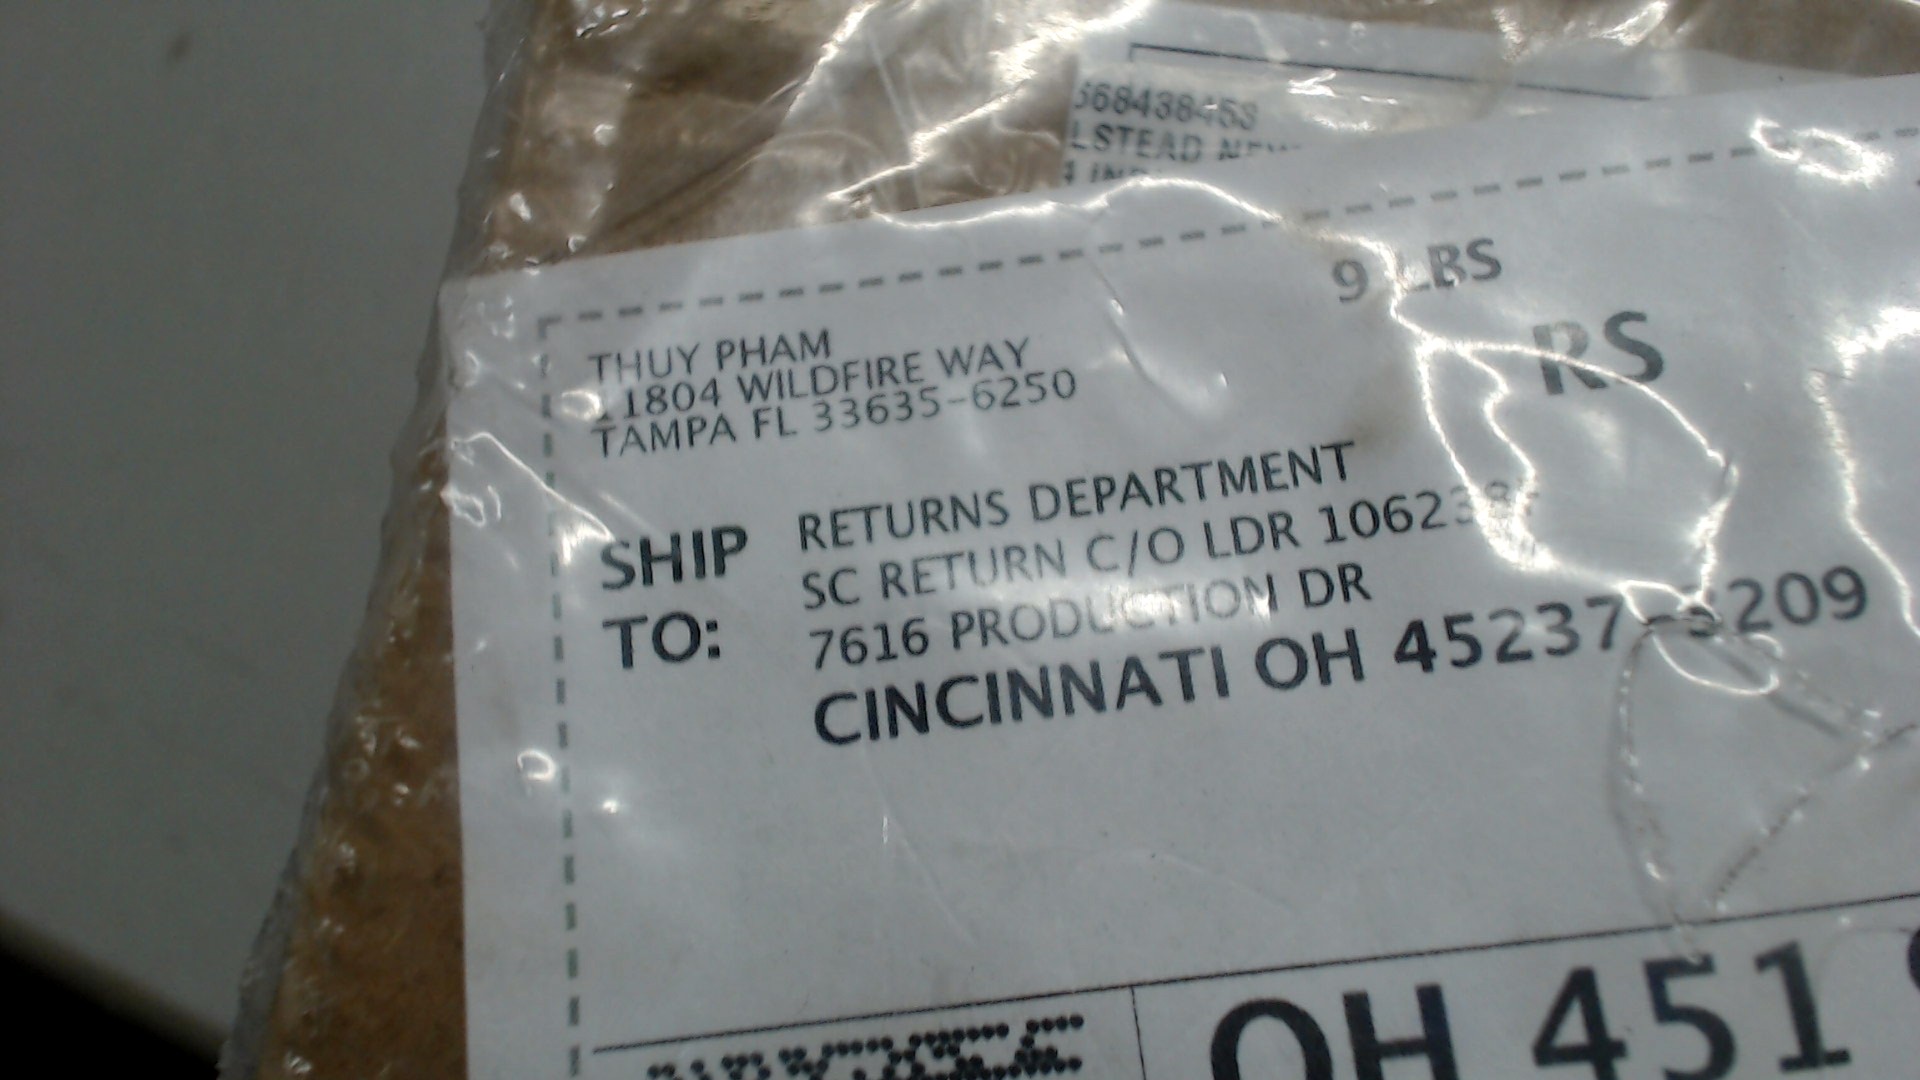 LSTEAD
9 LBS
RS
THUY PHAM
11804 WILDFIRE WAY
TAMPA FL 33635-6250
SHIP
TO:
RETURNS DEPARTMENT
SC RETURN C/O LDR
7616 PRODUCTION DR
CINCINNATI OH
OH 451